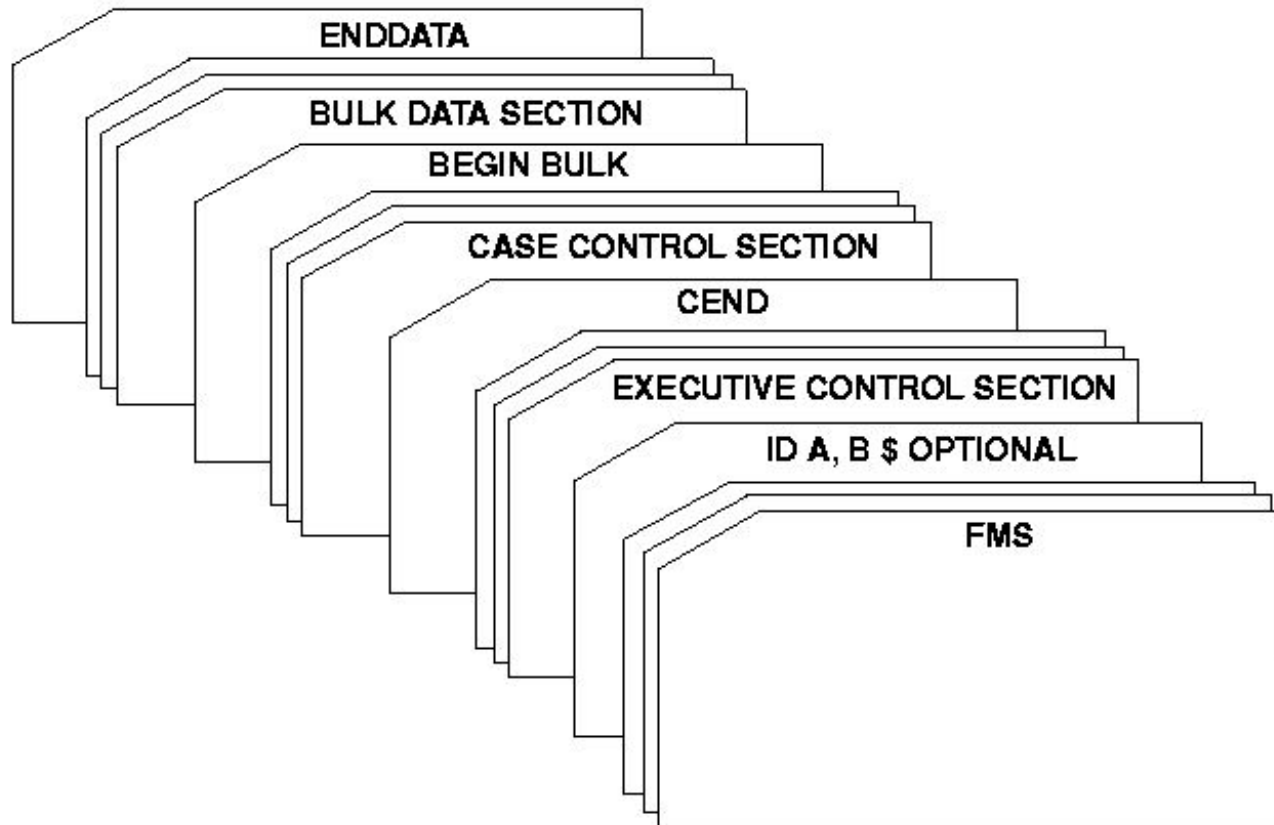 ENDDATA
BULK DATA SECTION
BEGIN BULK
CASE CONTROL SECTION
CEND
EXECUTIVE CONTROL SECTION
ID A, B $ OPTIONAL
FMS